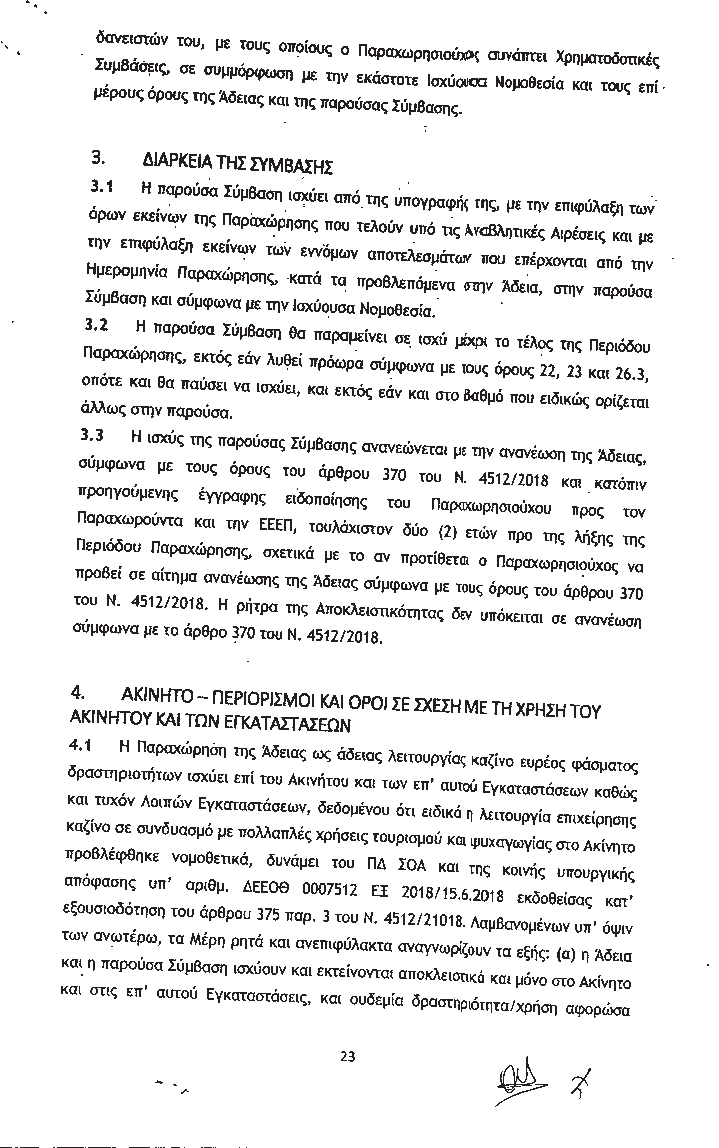 δανειστών του, με τους οποίους ο Παραχωρησιούχος συνάπτει Χρηματοδοτικές
Συμβάσεις, σε συμμόρφωση με την εκάστοτε Ισχύουσα Νομοθεσία και τους επί
μέρους όρους της Άδειας και της παρούσας Σύμβασης.
3. ΔΙΑΡΚΕΙΑ ΤΗΣ ΣΥΜΒΑΣΗΣ
3.1 Η παρούσα Σύμβαση ισχύει από της υπογραφής της, με την επιφύλαξη των
όρων εκείνων της Παραχώρησης που τελούν υπό τις Αναβλητικές Αιρέσεις και με
την επιφύλαξη εκείνων των εννόμων αποτελεσμάτων που επέρχονται από την
Ημερομηνία Παραχώρησης, κατά τα προβλεπόμενα στην Άδεια, στην παρούσα
Σύμβαση και σύμφωνα με την Ισχύουσα Νομοθεσία.
3.2 Η παρούσα Σύμβαση θα παραμείνει σε ισχύ μέχρι το τέλος της Περιόδου
Παραχώρησης, εκτός εάν λυθεί πρόωρα σύμφωνα με τους όρους 22, 23 και 26.3,
οπότε και θα παύσει να ισχύει, και εκτός εάν και στο βαθμό που ειδικώς ορίζεται
άλλως στην παρούσα.
3.3 Η ισχύς της παρούσας Σύμβασης ανανεώνεται με την ανανέωση της Άδειας,
σύμφωνα με τους όρους του άρθρου 370 του Ν. 4512/2018 και κατόπιν
προηγούμενης έγγραφης ειδοποίησης του Παραχωρησιούχου προς τον
Παραχωρούντα και την ΕΕΕΠ, τουλάχιστον δύο (2) ετών προ της λήξης της
Περιόδου Παραχώρησης, σχετικά με το αν προτίθεται ο Παραχωρησιούχος να
προβεί σε αίτημα ανανέωσης της Άδειας σύμφωνα με τους όρους του άρθρου 370
του Ν. 4512/2018. Η ρήτρα της Αποκλειστικότητας δεν υπόκειται σε ανανέωση
σύμφωνα με το άρθρο 370 του Ν. 4512/2018.
4. ΑΚΙΝΗΤΟ – ΠΕΡΙΟΡΙΣΜΟΙ ΚΑΙ ΟΡΟΙ ΣΕ ΣΧΕΣΗ ΜΕ ΤΗ ΧΡΗΣΗ ΤΟΥ
ΑΚΙΝΗΤΟΥ ΚΑΙ ΤΩΝ ΕΓΚΑΤΑΣΤΑΣΕΩΝ
4.1 Η Παραχώρηση της Άδειας ως άδειας λειτουργίας καζίνο ευρέος φάσματος
δραστηριοτήτων ισχύει επί του Ακινήτου και των επ' αυτού Εγκαταστάσεων καθώς
και τυχόν Λοιπών Εγκαταστάσεων, δεδομένου ότι ειδικά η λειτουργία επιχείρησης
καζίνο σε συνδυασμό με πολλαπλές χρήσεις τουρισμού και ψυχαγωγίας στο Ακίνητο
προβλέφθηκε νομοθετικά, δυνάμει του ΠΔ ΣΟΑ και της κοινής υπουργικής
απόφασης υπ' αριθμ. ΔΕΕΟΘ 0007512 ΕΞ 2018/15.6.2018 εκδοθείσας κατ'
εξουσιοδότηση του άρθρου 375 παρ. 3 του Ν. 4512/21018. Λαμβανομένων υπ' όψιν
των ανωτέρω, τα Μέρη ρητά και ανεπιφύλακτα αναγνωρίζουν τα εξής: (α) η Άδεια
και η παρούσα Σύμβαση ισχύουν και εκτείνονται αποκλειστικά και μόνο στο Ακίνητο
και στις επ' αυτού Εγκαταστάσεις, και ουδεμία δραστηριότητα/χρήση αφορώσα
23